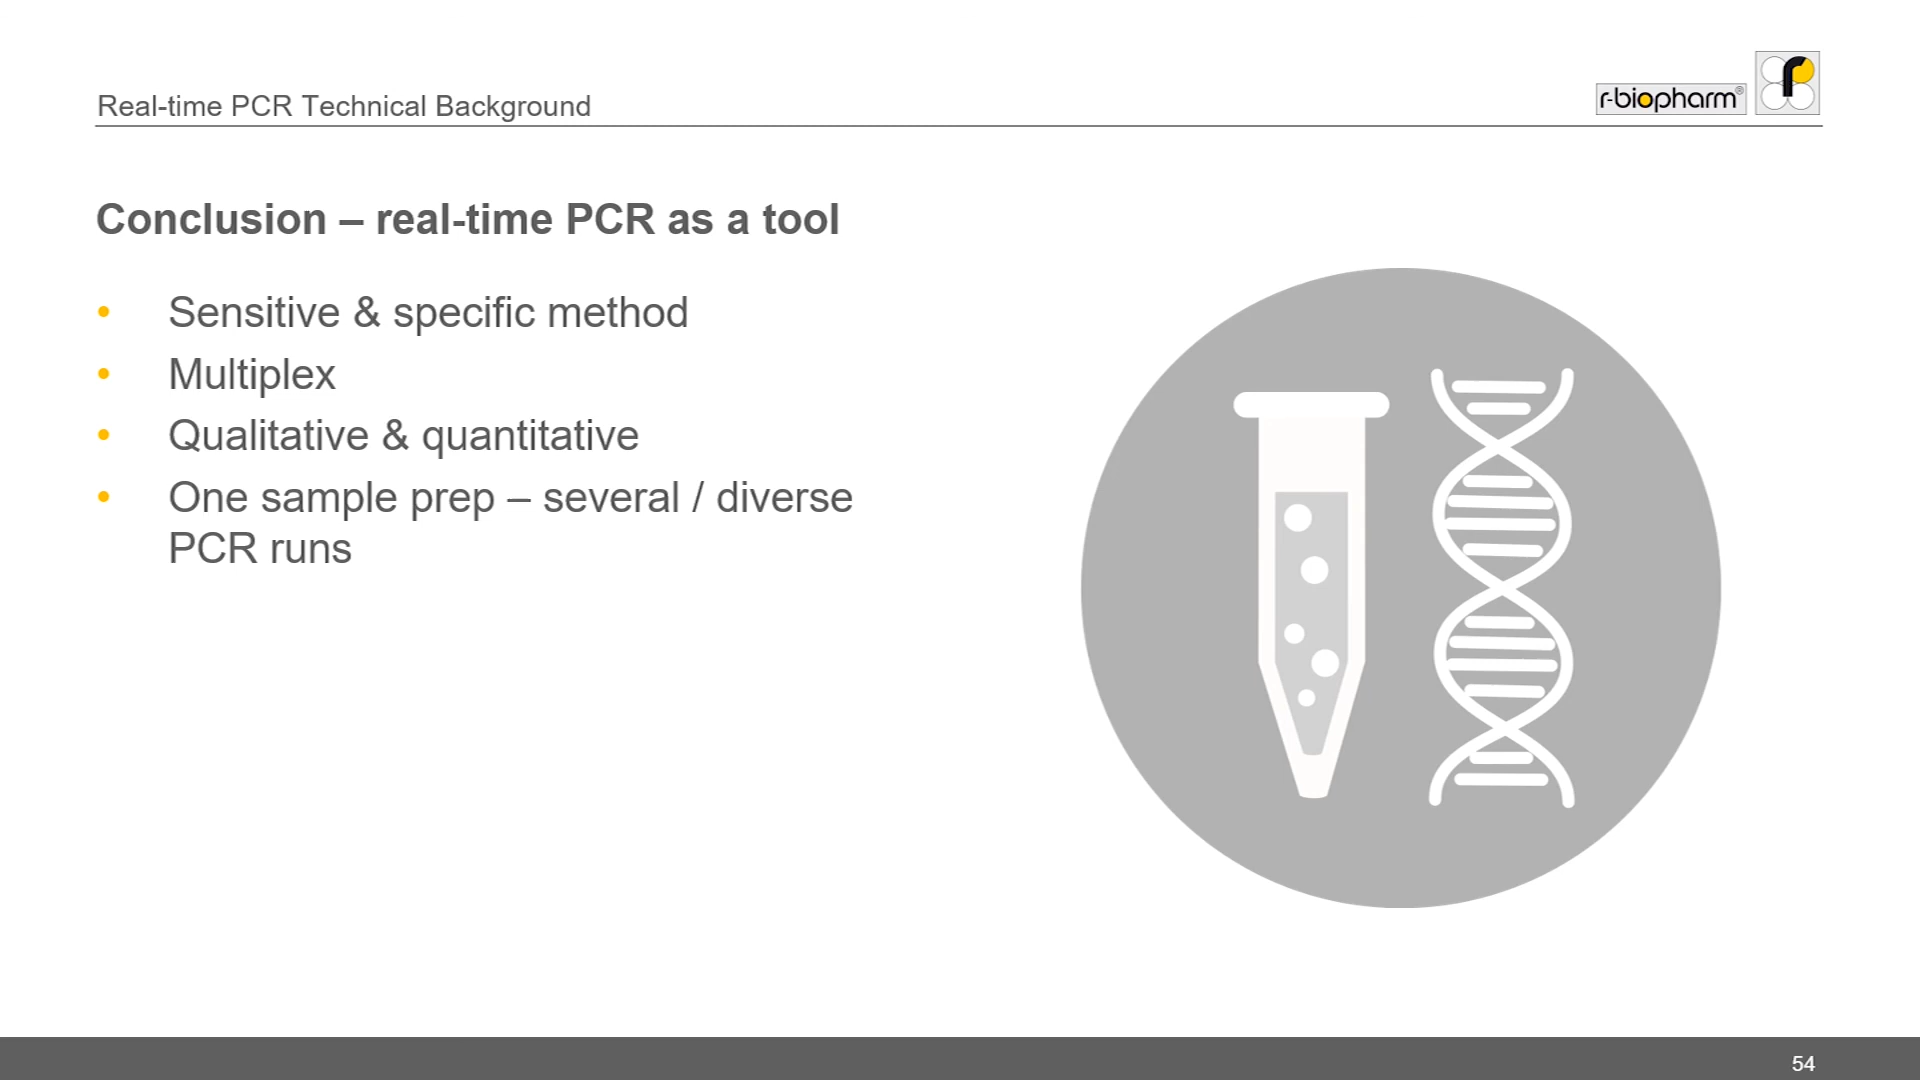 Real-time PCR Technical Background
r-biopharm®
r
Conclusion – real-time PCR as a tool
• Sensitive & specific method
• Multiplex
• Qualitative & quantitative
• One sample prep – several / diverse
PCR runs
54